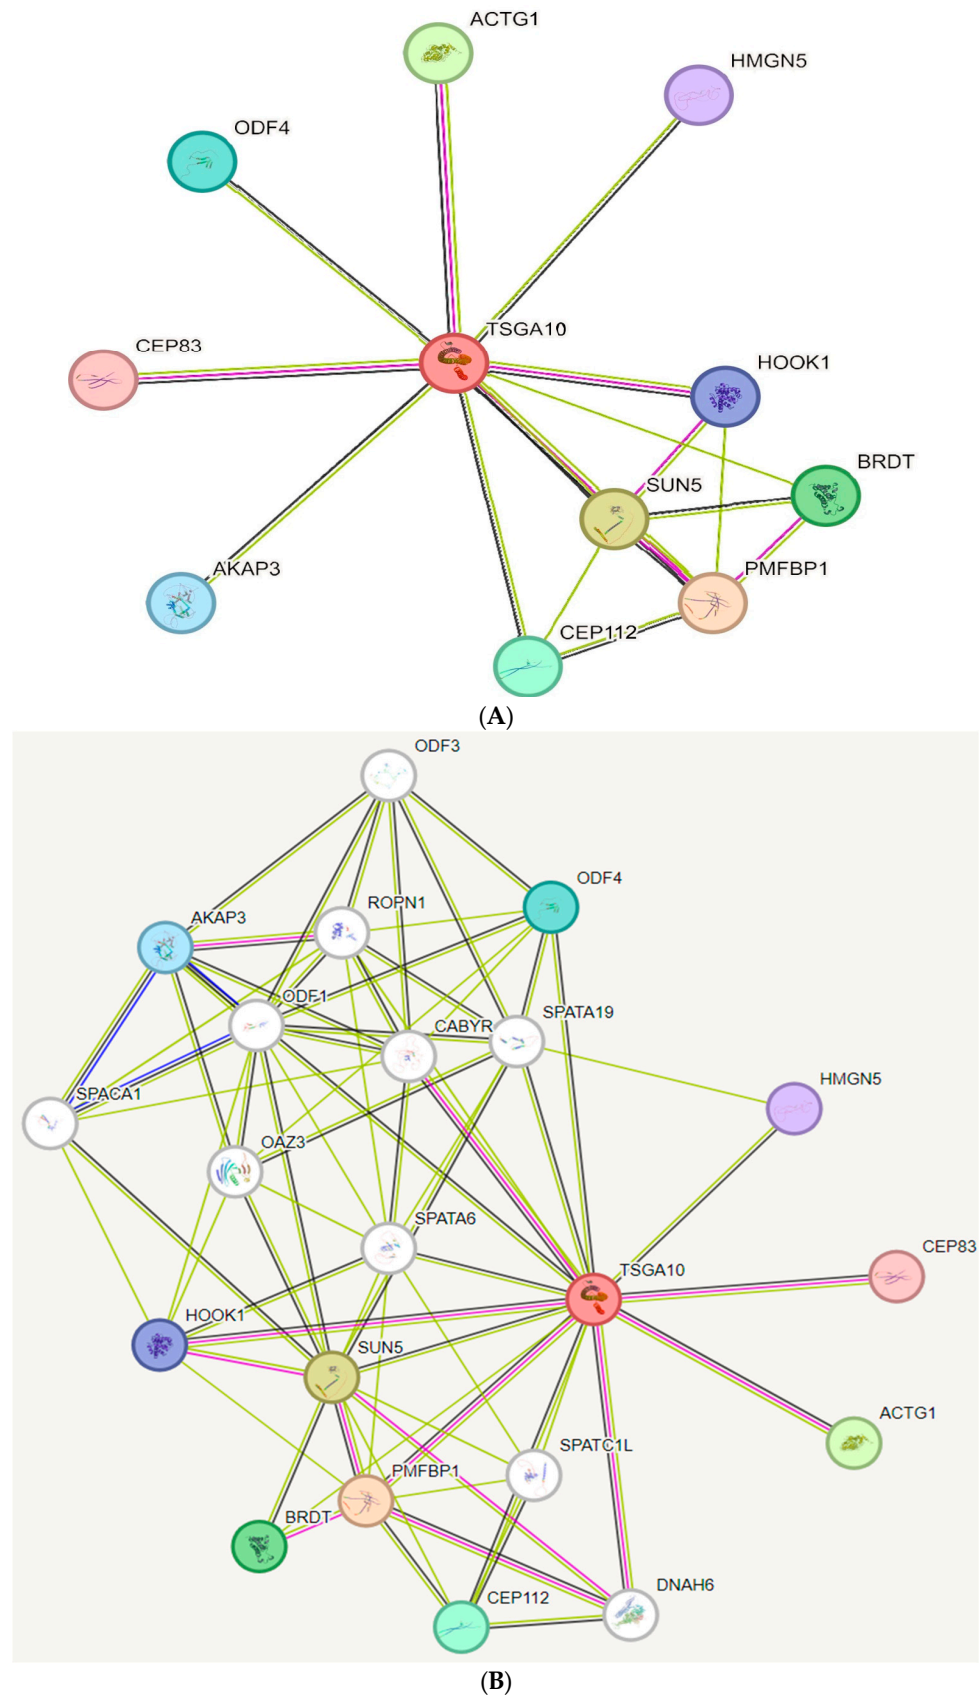 ACTG1
HMGN5
ODF4
TSGA10
CEP83
HOOK1
BRDT
SUN5
AKAP3
PMFBP1
CEP112
(A)
ODF3
ODF4
ROPN1
AKAP3
ODF1
SPATA19
CABYR
HMGN5
SPACA1
OAZ3
SPATA6
CEP83
TSGA10
HOOK1
SUN5
ACTG1
SPATC1L
PMFBP1
BRDT
DNAH6
CEP112
(B)